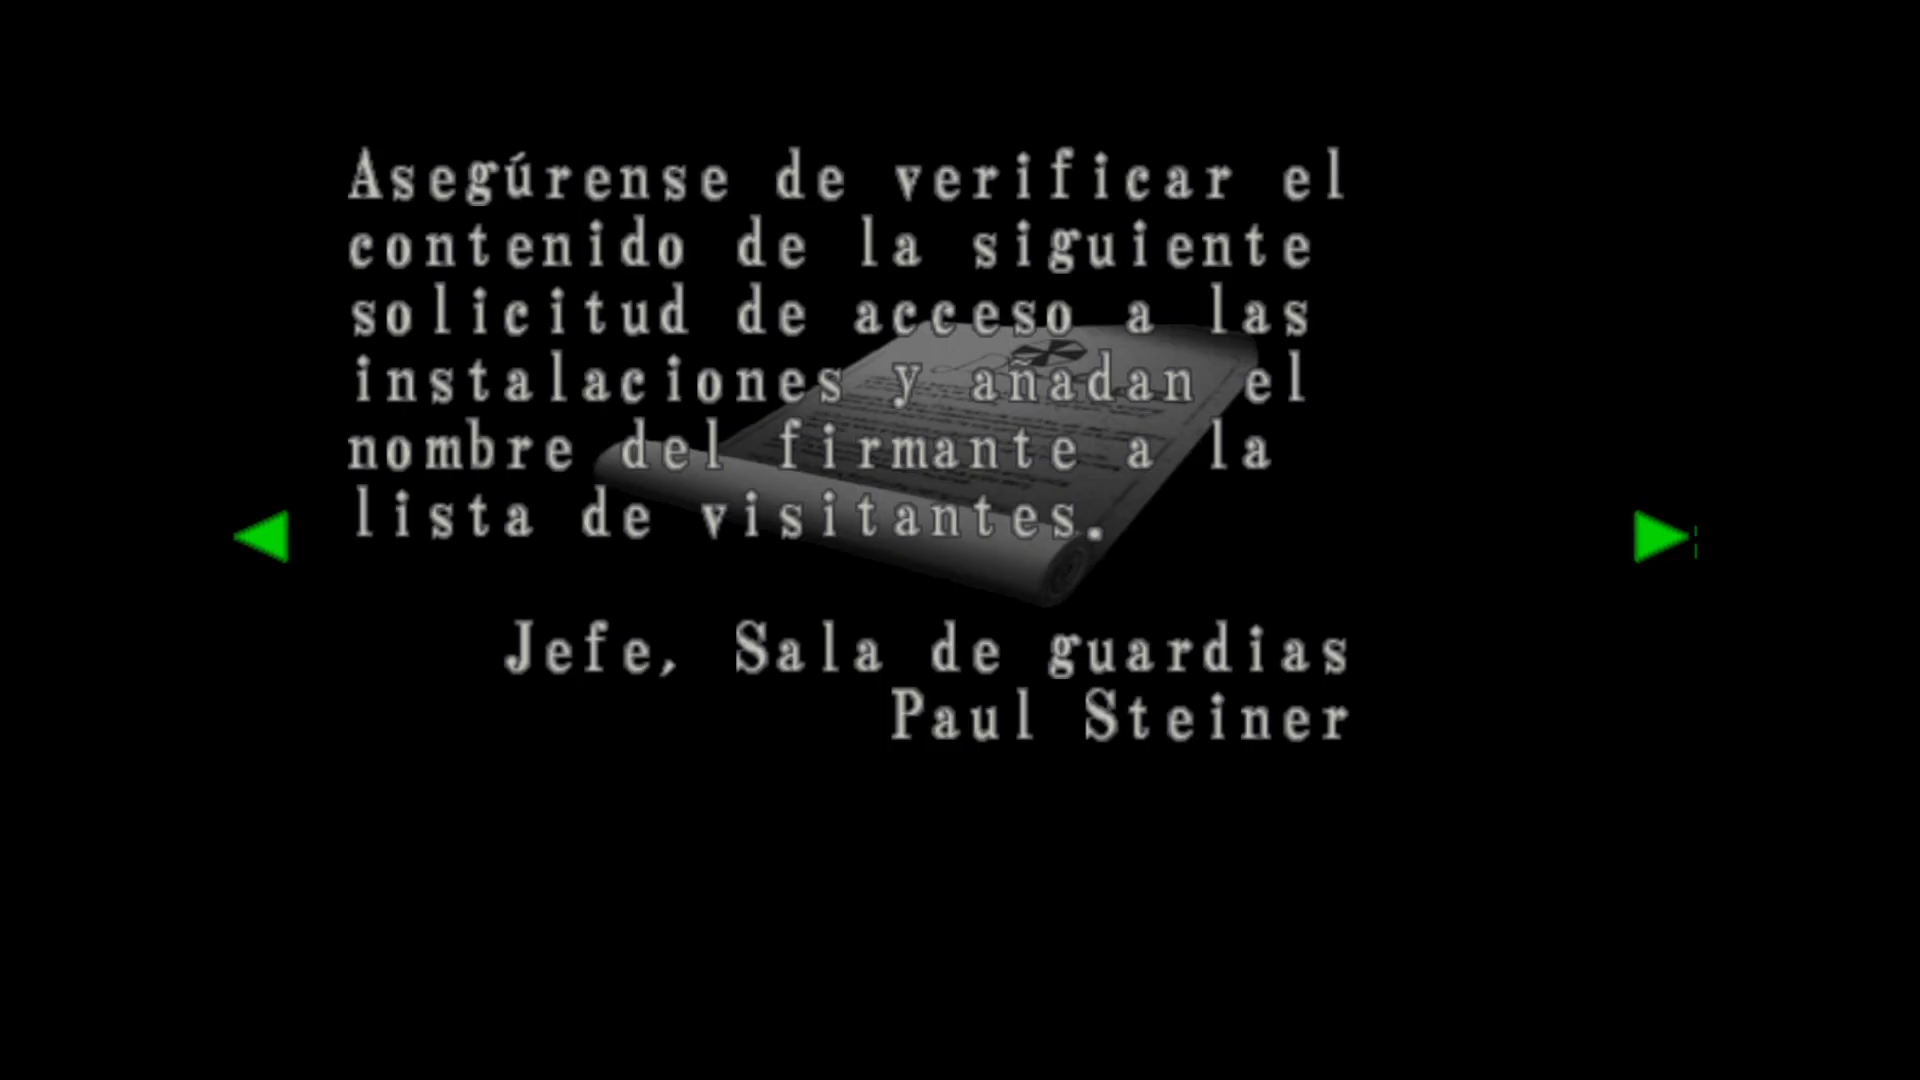 Asegúrense de verificar el
contenido de la siguiente
solicitud de acceso a las
instalaciones y añadan el
nombre del firmante a la
lista de visitantes.
Jefe, Sala de guardias
Paul Steiner